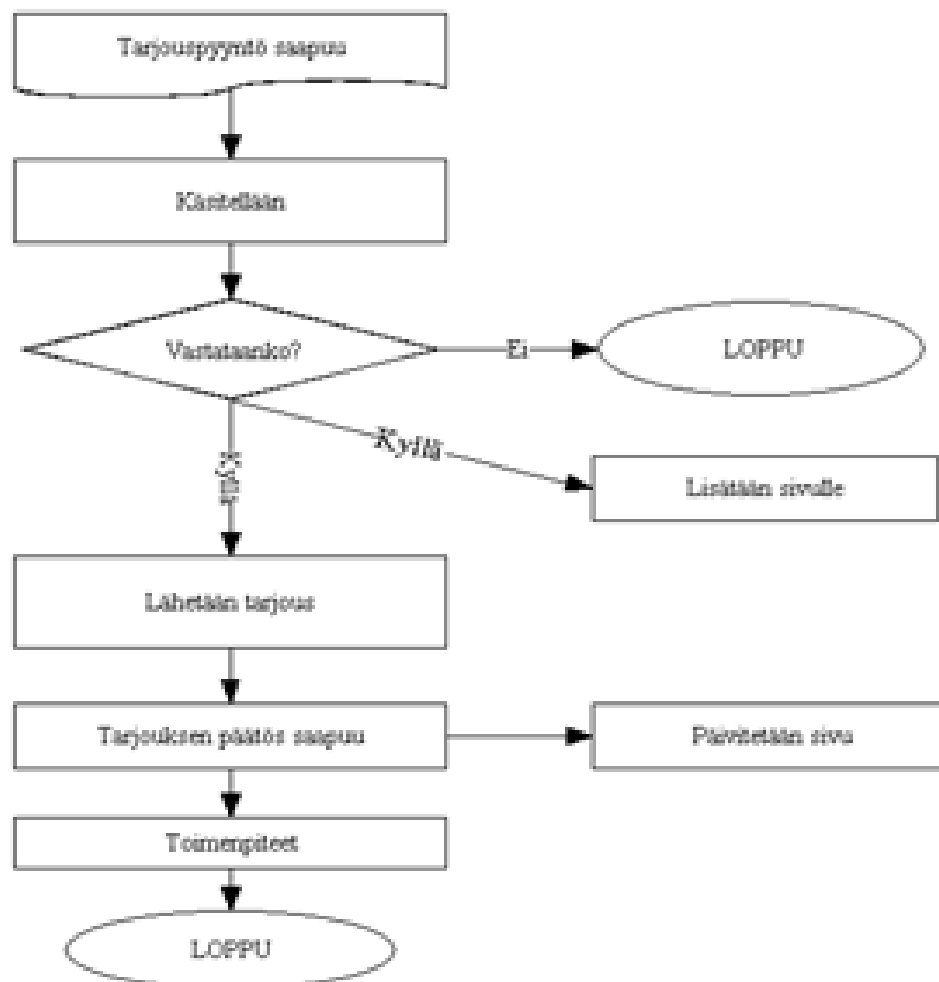 Tarjouspyyntö saapuu
Käsitellään
Vastataanko?
Ei
LOPPU
Kyllä
Kyllä
Lisätään sivulle
Lähetään tarjous
Tarjouksen päätös saapuu
Päivitetään sivu
Toimenpiteet
LOPPU